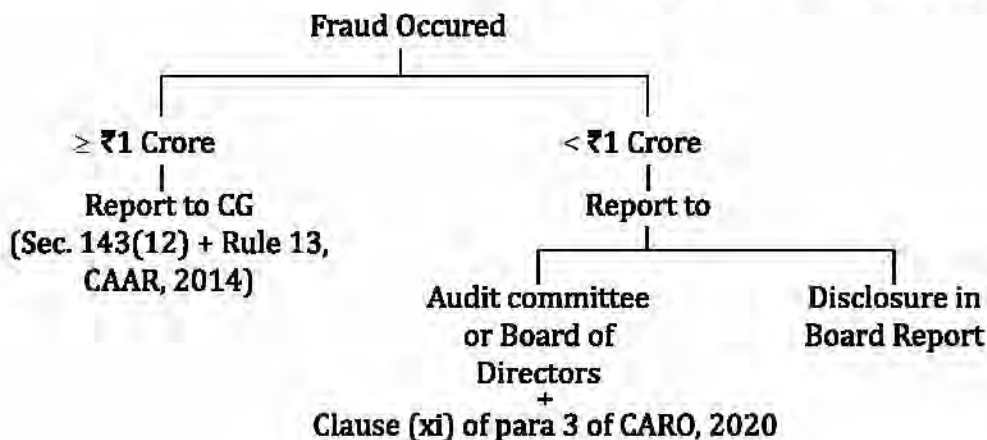 Fraud Occured
≥ ₹1 Crore
Report to CG
(Sec. 143(12) + Rule 13,
CAAR, 2014)
< ₹1 Crore
Report to
Audit committee
or Board of
Directors
+
Clause (xi) of para 3 of CARO, 2020
Disclosure in
Board Report